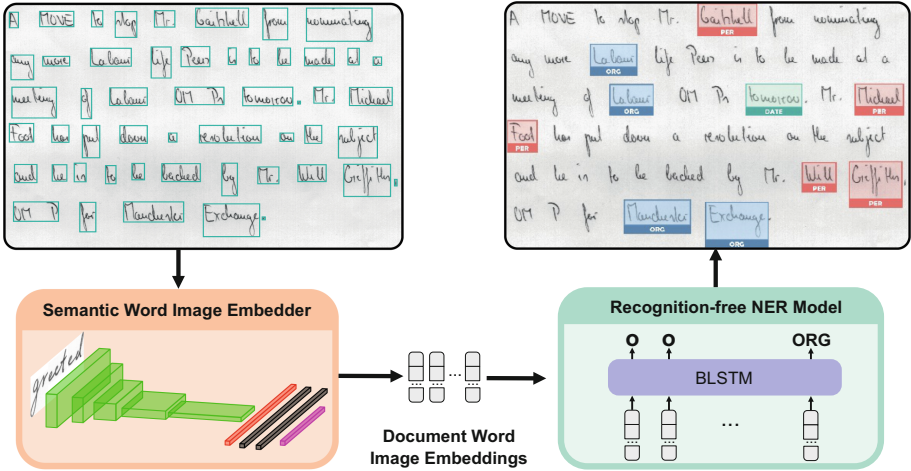 A MOVE to stop Mr. Gaitskell from nominating
any more Labour life Peers is to be made at a
meeting of Labour MPs tomorrow. Mr. Michael
Foot has put down a resolution on the subject
and he is to be backed by Mr. Will Griffiths,
MP for Manchester Exchange.
A MOVE to stop Mr. Gaitskell from nominating
PER
any more Labour life Peers is to be made at a
ORG
meeting of Labour MPs tomorrow. Mr. Michael
ORG DATE PER
Foot has put down a resolution on the subject
PER
and he is to be backed by Mr. Will Griffiths,
PER PER
MP for Manchester Exchange.
ORG ORG
Semantic Word Image Embedder
greeted
Document Word
Image Embeddings
Recognition-free NER Model
O O ORG
BLSTM